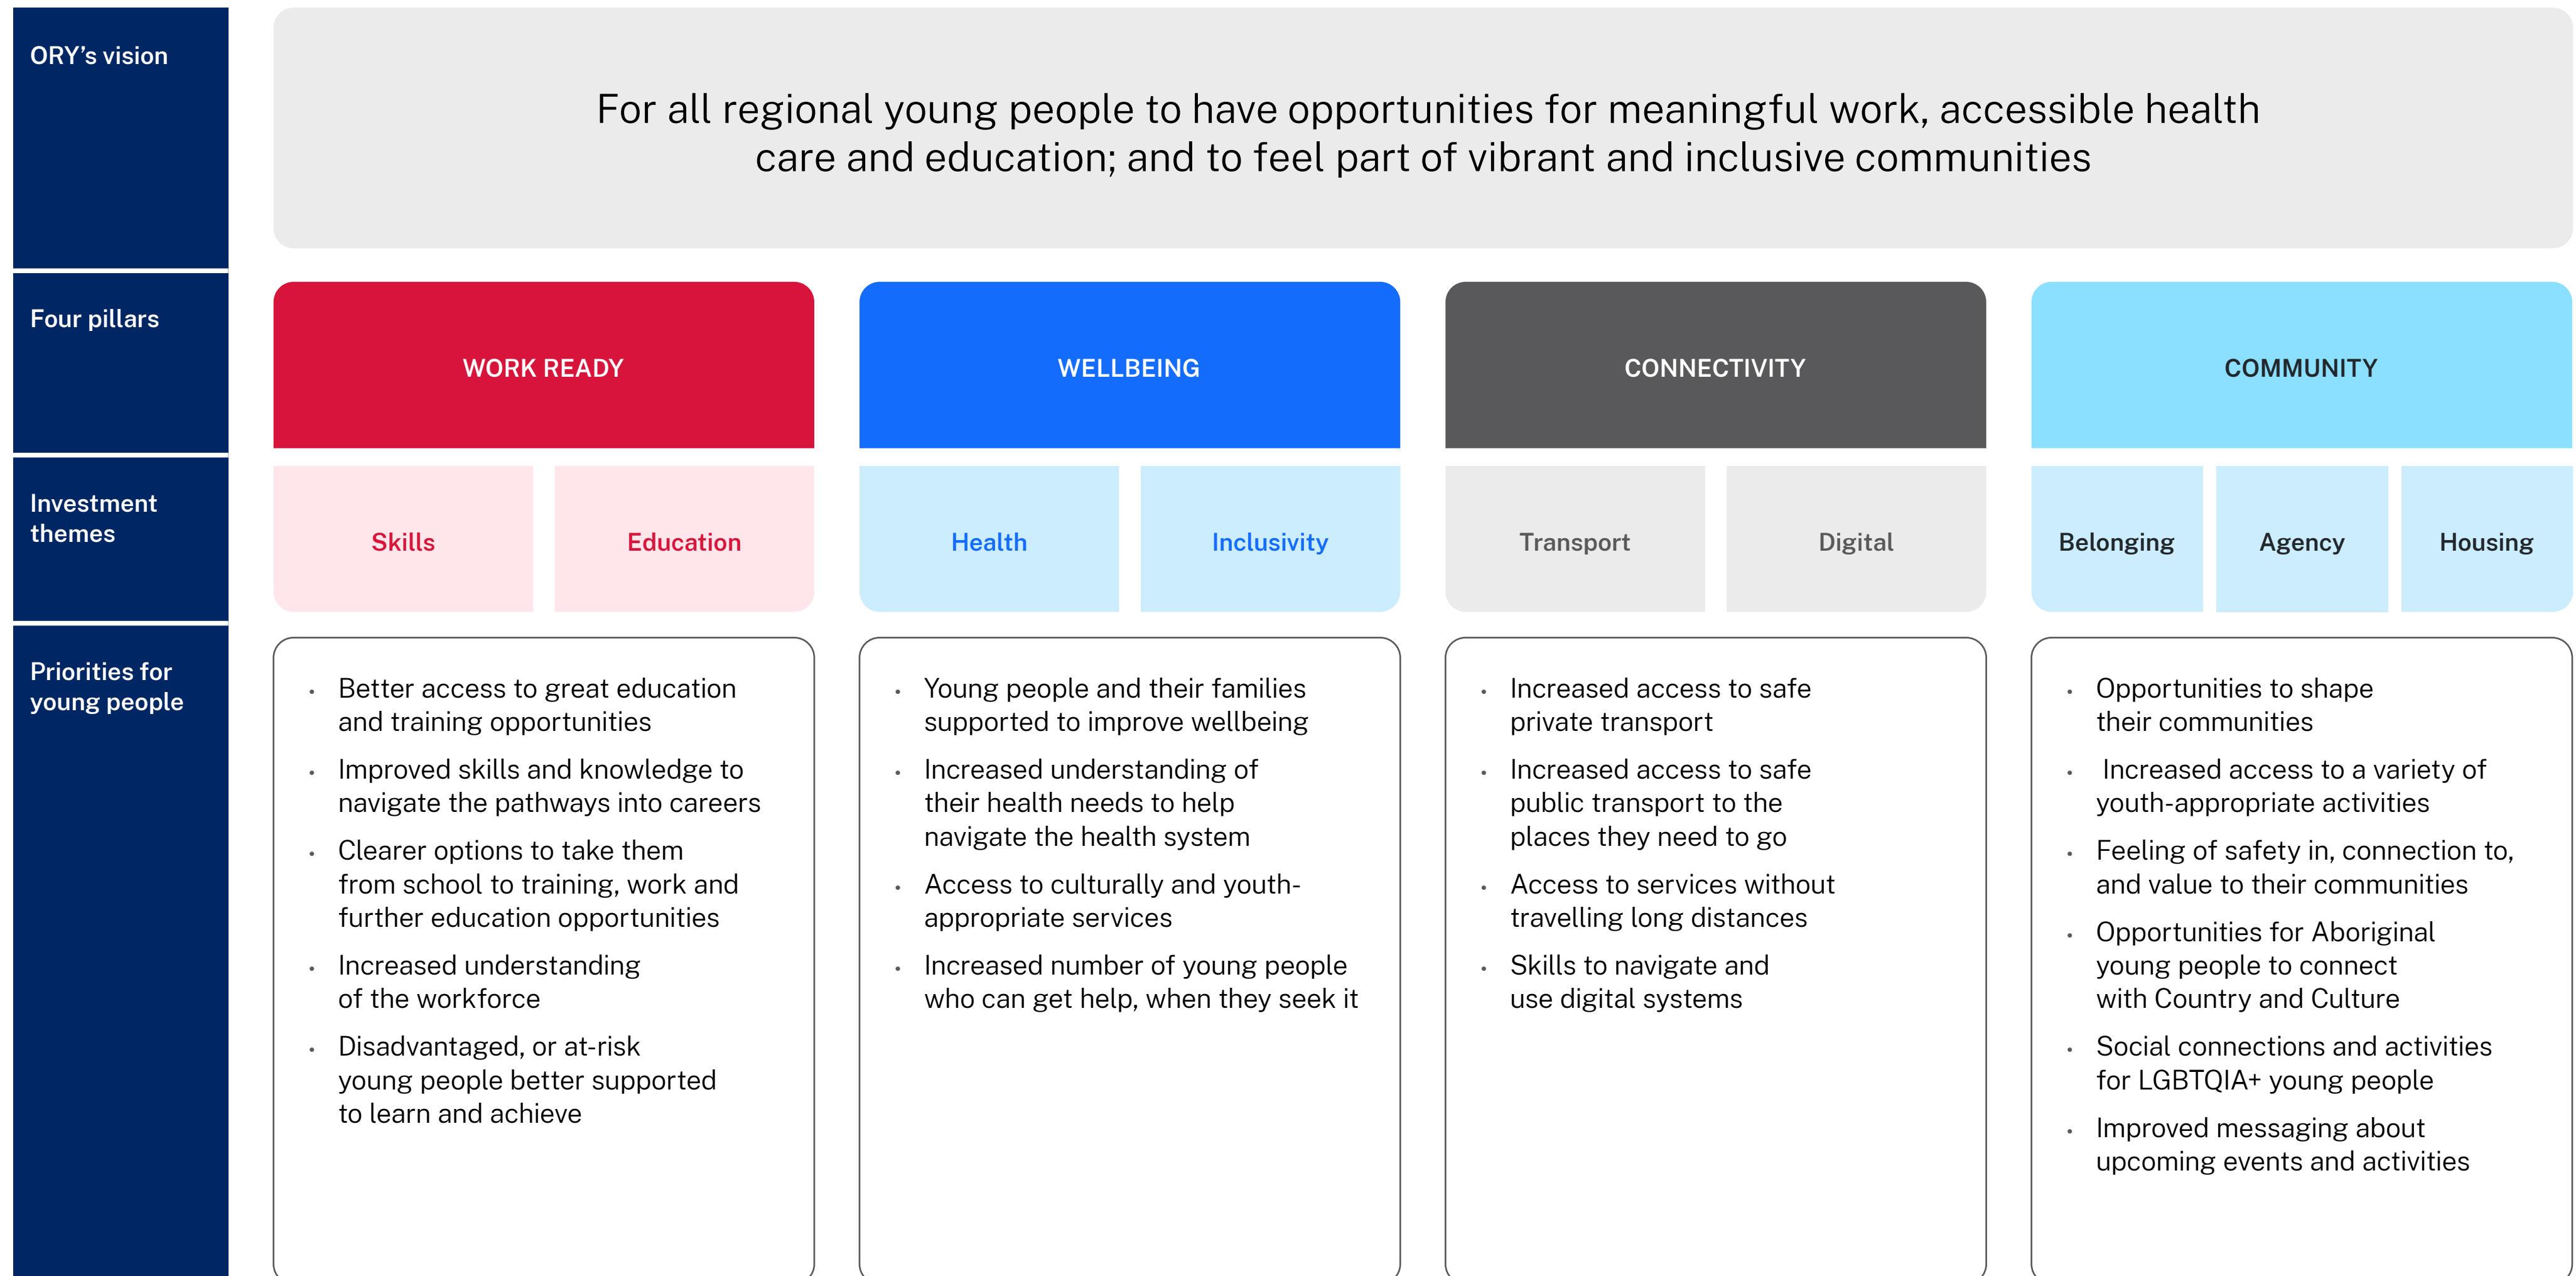 ORY’s vision
For all regional young people to have opportunities for meaningful work, accessible health
care and education; and to feel part of vibrant and inclusive communities
Four pillars
WORK READY
WELLBEING
CONNECTIVITY
COMMUNITY
Investment
themes
Skills
Education
Health
Inclusivity
Transport
Digital
Belonging
Agency
Housing
Priorities for
young people
• Better access to great education
and training opportunities
• Improved skills and knowledge to
navigate the pathways into careers
• Clearer options to take them
from school to training, work and
further education opportunities
• Increased understanding
of the workforce
• Disadvantaged, or at-risk
young people better supported
to learn and achieve
• Young people and their families
supported to improve wellbeing
• Increased understanding of
their health needs to help
navigate the health system
• Access to culturally and youth-
appropriate services
• Increased number of young people
who can get help, when they seek it
• Increased access to safe
private transport
• Increased access to safe
public transport to the
places they need to go
• Access to services without
travelling long distances
• Skills to navigate and
use digital systems
• Opportunities to shape
their communities
• Increased access to a variety of
youth-appropriate activities
• Feeling of safety in, connection to,
and value to their communities
• Opportunities for Aboriginal
young people to connect
with Country and Culture
• Social connections and activities
for LGBTQIA+ young people
• Improved messaging about
upcoming events and activities